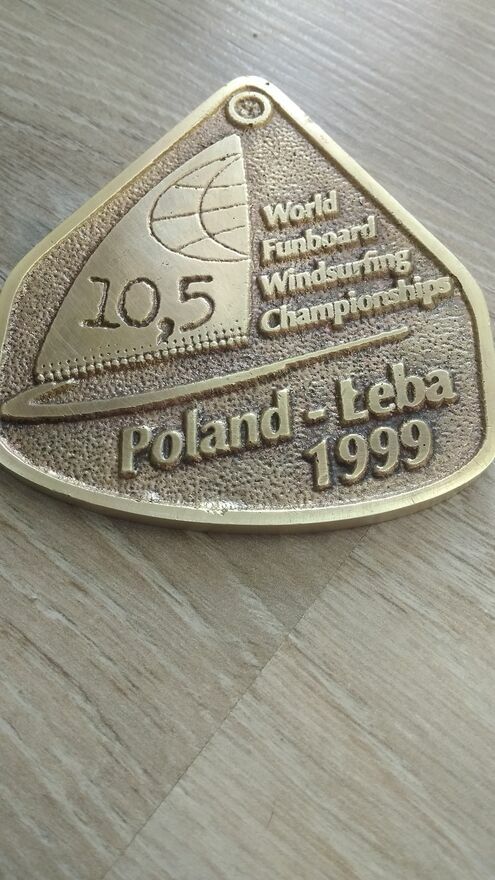 10,5
World
Funboard
Windsurfing
Championships
Poland - Łeba
1999